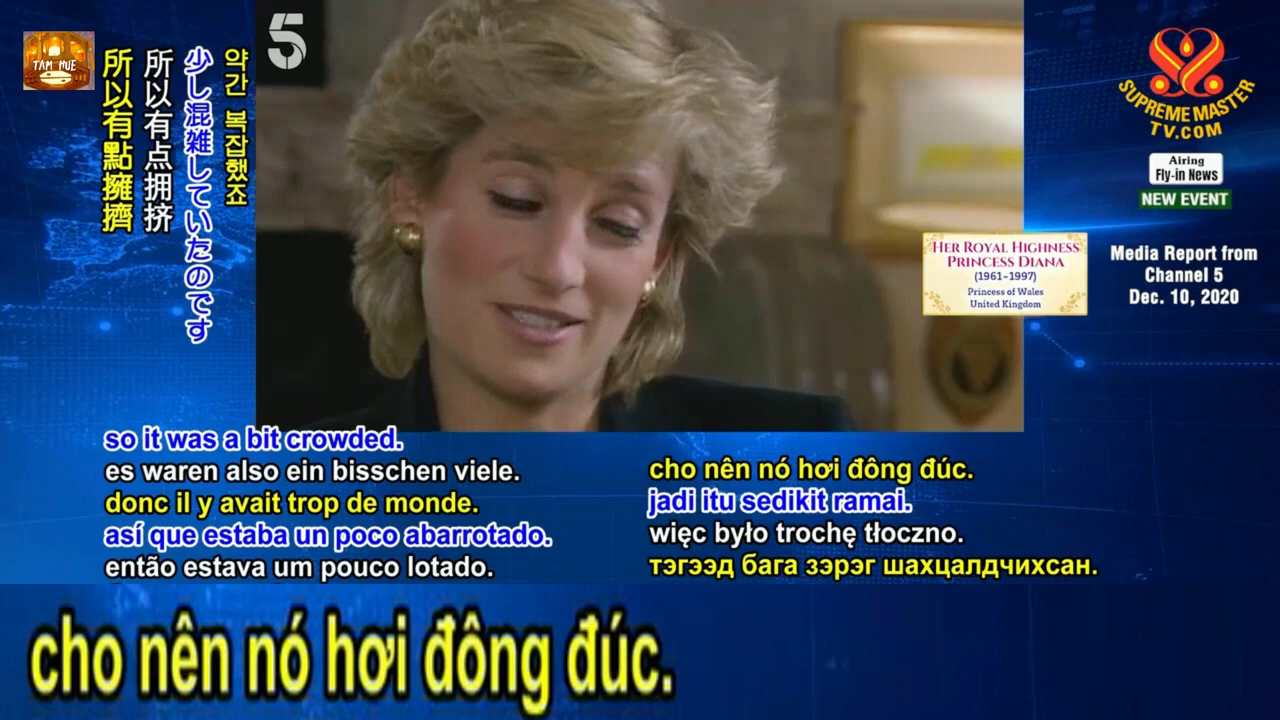 TAM HUE
所以有點擁擠
所以有点拥挤
少し混雑していたのです
약간 복잡했죠
5
SUPREME MASTER
TV.COM
Airing
Fly-in News
NEW EVENT
HER ROYAL HIGHNESS
PRINCESS DIANA
(1961-1997)
Princess of Wales
United Kingdom
Media Report from
Channel 5
Dec. 10, 2020
so it was a bit crowded.
es waren also ein bisschen viele.
donc il y avait trop de monde.
así que estaba un poco abarrotado.
então estava um pouco lotado.
cho nên nó hơi đông đúc.
jadi itu sedikit ramai.
więc było trochę tłoczno.
тэгээд бага зэрэг шахцалдчихсан.
cho nên nó hơi đông đúc.